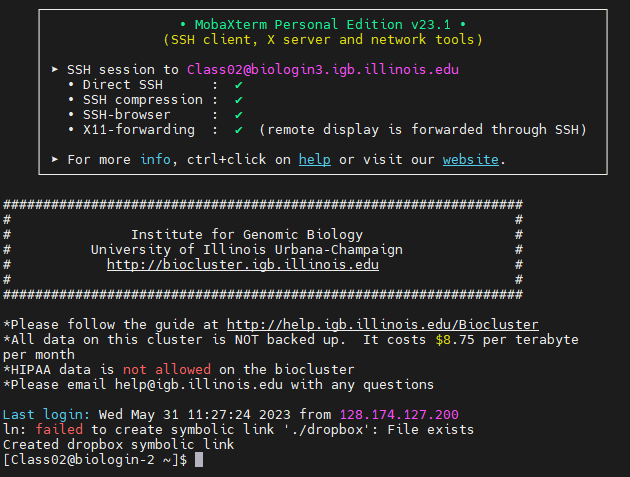 • MobaXterm Personal Edition v23.1 •
(SSH client, X server and network tools)
➤ SSH session to Class02@biologin3.igb.illinois.edu
• Direct SSH : ✔
• SSH compression : ✔
• SSH-browser : ✔
• X11-forwarding : ✔ (remote display is forwarded through SSH)
➤ For more info, ctrl+click on help or visit our website.
################################################################
# #
# Institute for Genomic Biology #
# University of Illinois Urbana-Champaign #
# http://biocluster.igb.illinois.edu #
# #
################################################################
*Please follow the guide at http://help.igb.illinois.edu/Biocluster
*All data on this cluster is NOT backed up. It costs $8.75 per terabyte
per month
*HIPAA data is not allowed on the biocluster
*Please email help@igb.illinois.edu with any questions
Last login: Wed May 31 11:27:24 2023 from 128.174.127.200
ln: failed to create symbolic link './dropbox': File exists
Created dropbox symbolic link
[Class02@biologin-2 ~]$